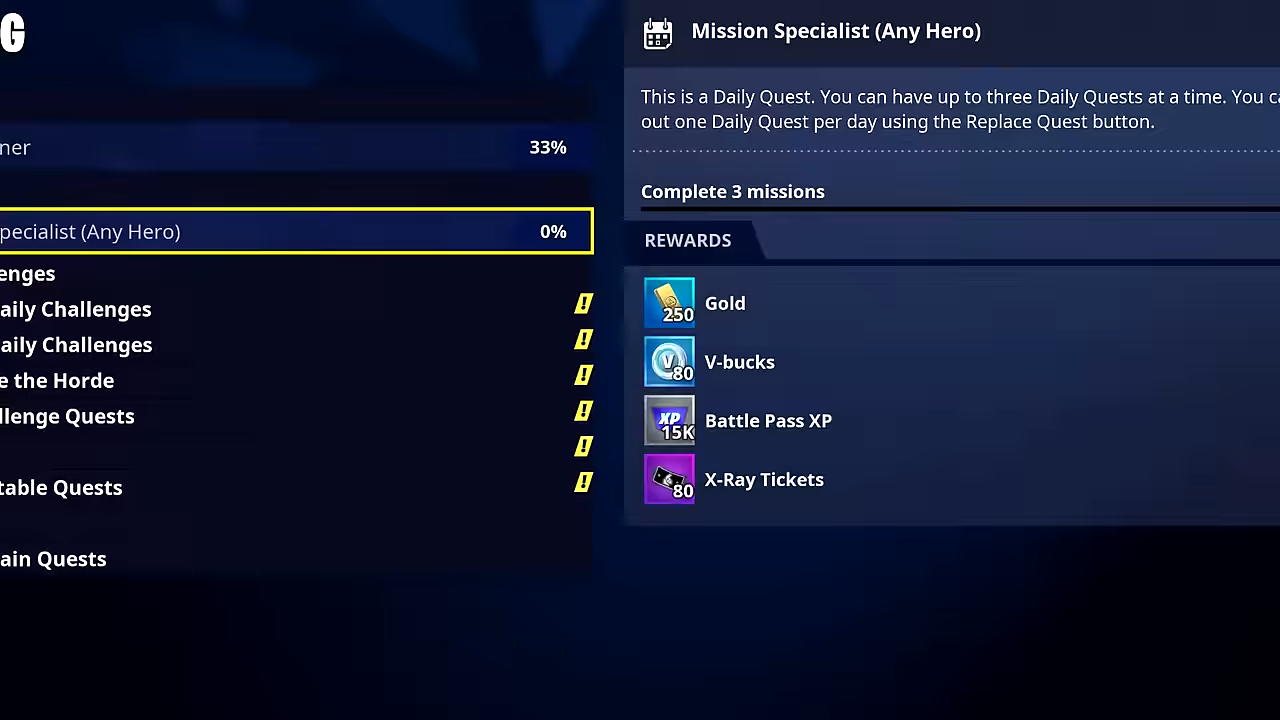 G
ner
33%
pecialist (Any Hero)
0%
enges
aily Challenges
aily Challenges
e the Horde
llenge Quests
table Quests
ain Quests
Mission Specialist (Any Hero)
This is a Daily Quest. You can have up to three Daily Quests at a time. You ca
out one Daily Quest per day using the Replace Quest button.
Complete 3 missions
REWARDS
250
Gold
V
80
V-bucks
XP
15K
Battle Pass XP
80
X-Ray Tickets